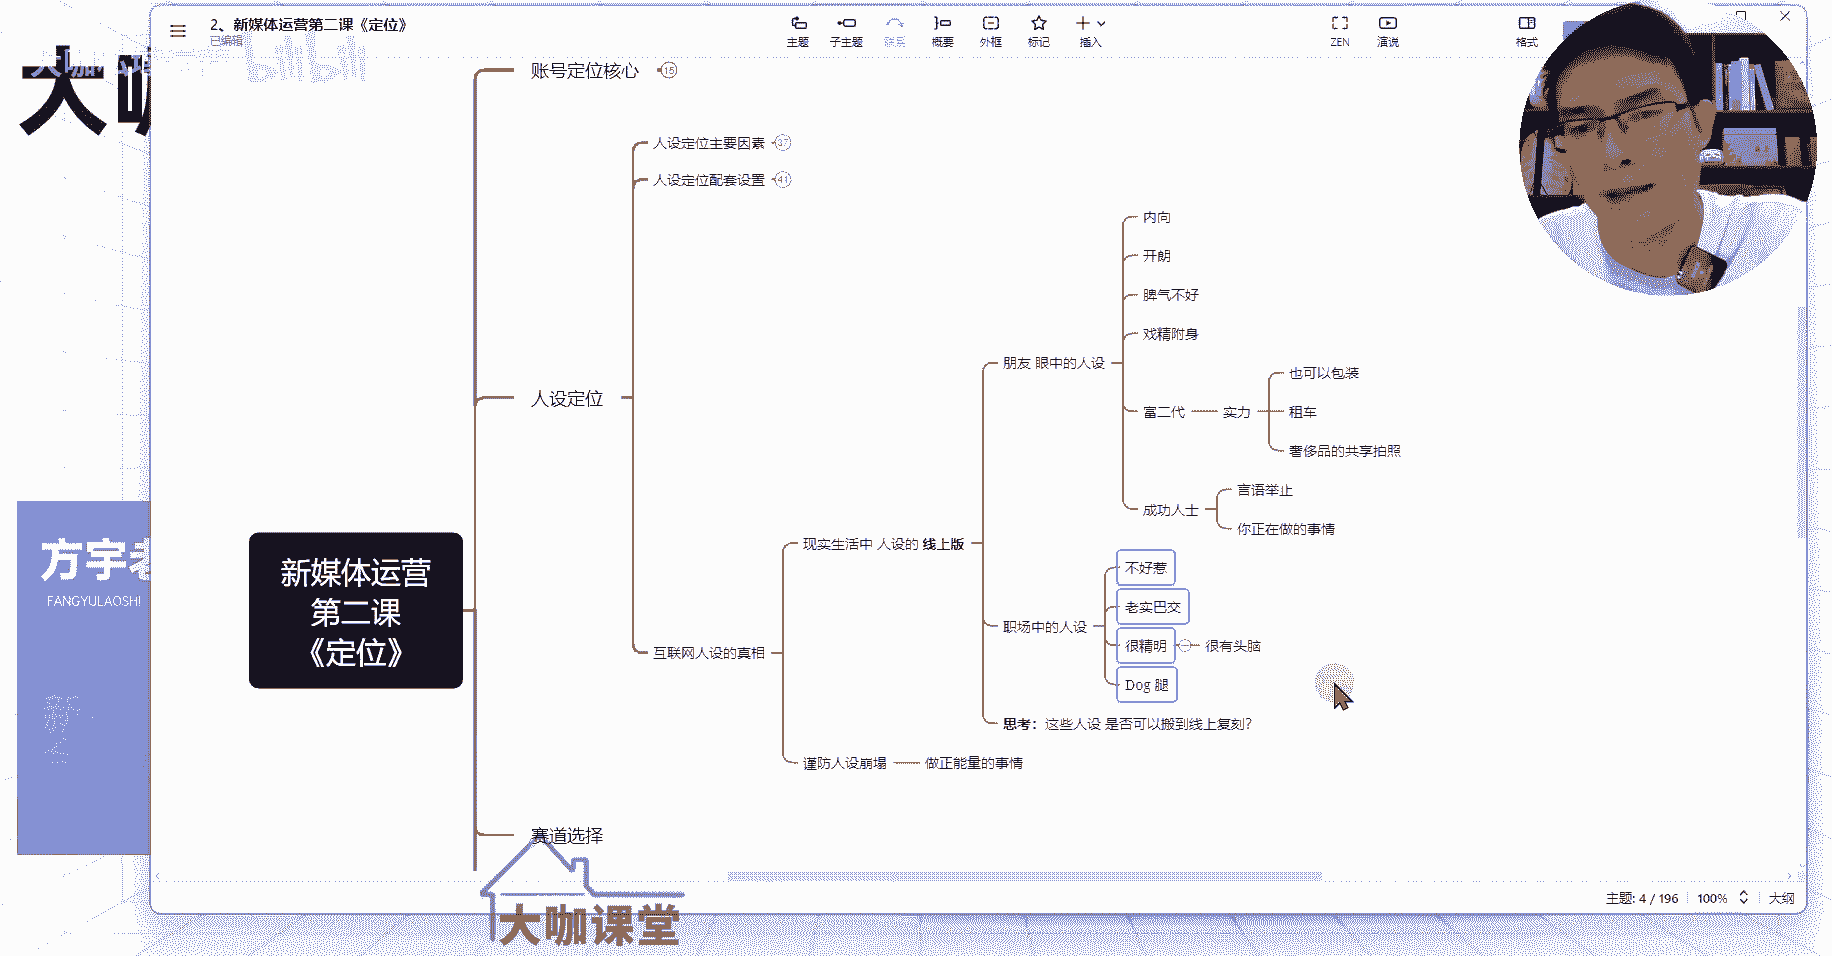 2、新媒体运营第二课《定位》
已编辑
主题
子主题
联系
概要
外框
标记
插入
ZEN
演说
格式
大咖
bilibili
账号定位核心
15
人设定位主要因素
37
人设定位配套设置
41
内向
开朗
脾气不好
戏精附身
朋友 眼中的人设
也可以包装
人设定位
富二代
实力
租车
奢侈品的共享拍照
言语举止
成功人士
你正在做的事情
现实生活中 人设的 线上版
不好惹
方宇老
FANGYULAOSHI
新媒体运营
第二课
《定位》
老实巴交
职场中的人设
很精明
很有头脑
互联网人设的真相
Dog 腿
思考：这些人设 是否可以搬到线上复刻？
谨防人设崩塌
做正能量的事情
赛道选择
大咖课堂
主题: 4 / 196
100%
大纲